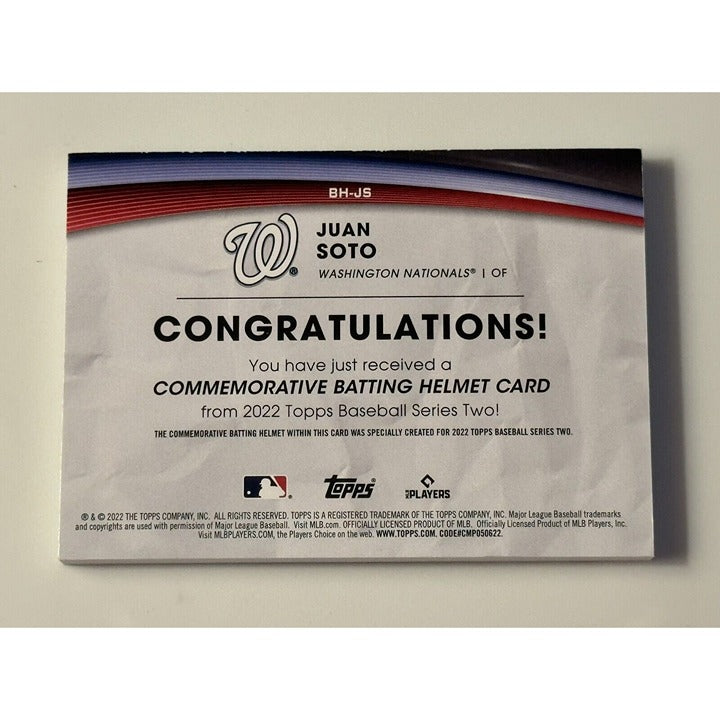 BH-JS
W®
JUAN
SOTO
WASHINGTON NATIONALS® | OF
CONGRATULATIONS!
You have just received a
COMMEMORATIVE BATTING HELMET CARD
from 2022 Topps Baseball Series Two!
THE COMMEMORATIVE BATTING HELMET WITHIN THIS CARD WAS SPECIALLY CREATED FOR 2022 TOPPS BASEBALL SERIES TWO.
topps PLAYERS
® & © 2022 THE TOPPS COMPANY, INC. ALL RIGHTS RESERVED. TOPPS IS A REGISTERED TRADEMARK OF THE TOPPS COMPANY, INC. Major League Baseball trademarks
and copyrights are used with permission of Major League Baseball. Visit MLB.com. OFFICIALLY LICENSED PRODUCT OF MLB. Officially Licensed Product of MLB Players, Inc.
Visit MLBPLAYERS.COM, the Players Choice on the web. WWW.TOPPS.COM. CODE#CMP050622.